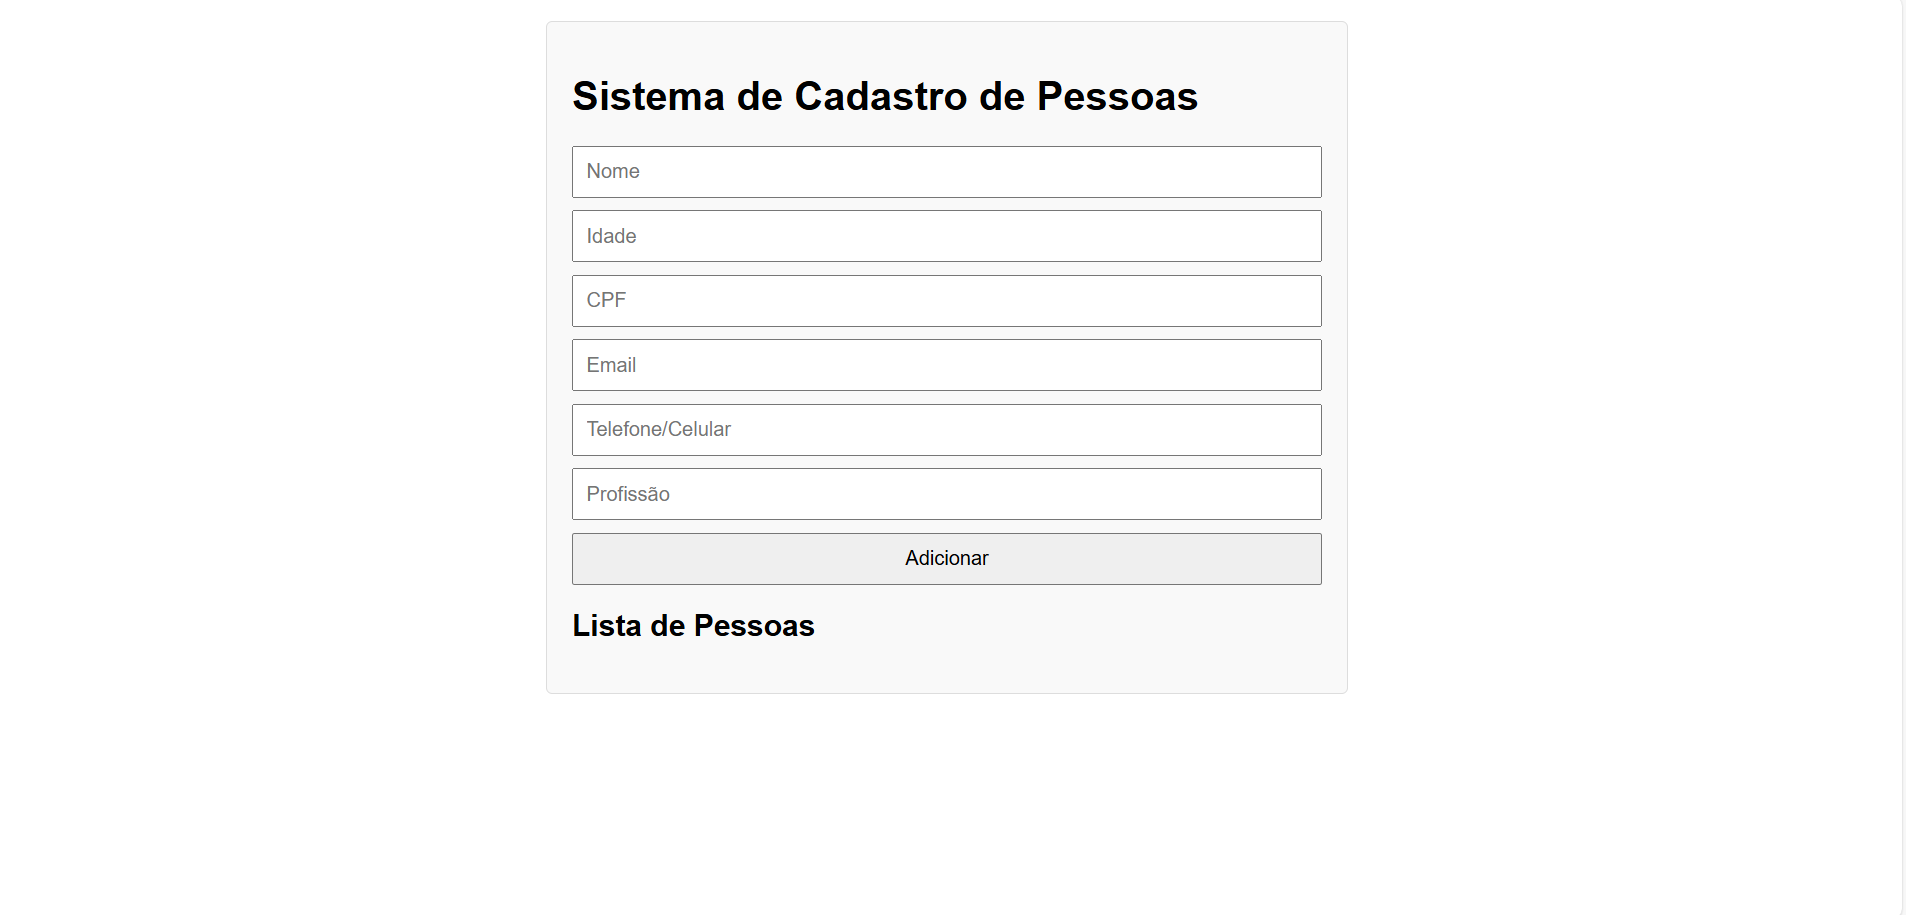 Sistema de Cadastro de Pessoas
Nome
Idade
CPF
Email
Telefone/Celular
Profissão
Adicionar
Lista de Pessoas